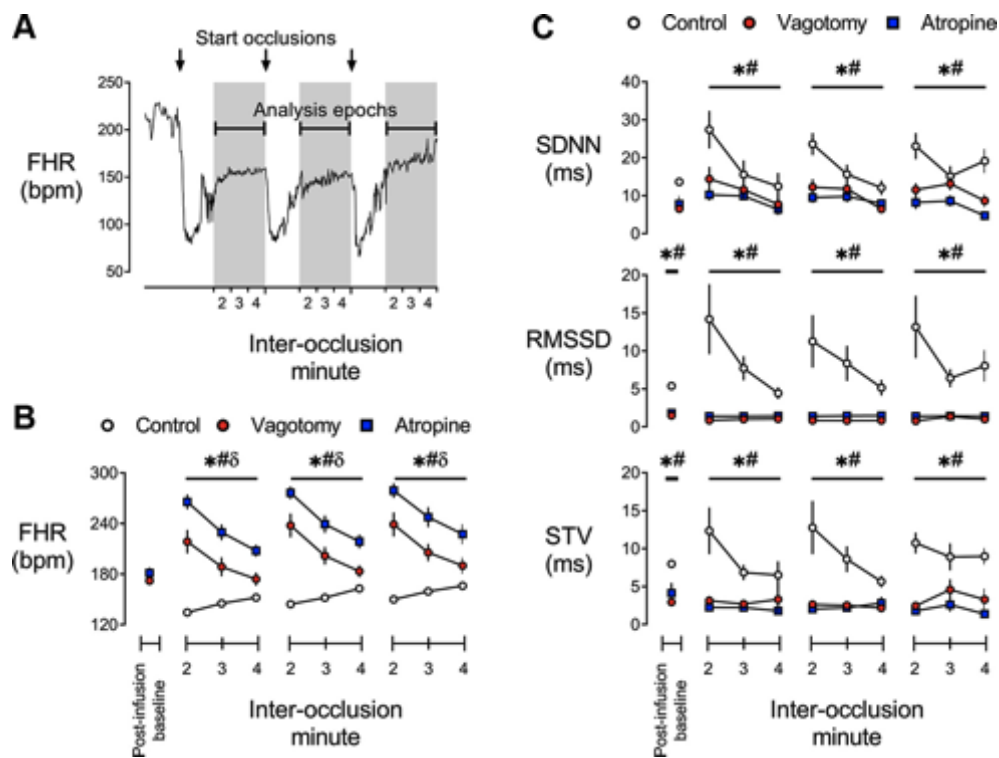 A
Start occlusions
250
200
150
100
50
FHR
(bpm)
Analysis epochs
2 3 4 2 3 4 2 3 4
Inter-occlusion
minute
B
Control Vagotomy Atropine
*#δ *#δ *#δ
300
240
180
120
FHR
(bpm)
Post-infusion
baseline
2 3 4 2 3 4 2 3 4
Inter-occlusion
minute
C
Control Vagotomy Atropine
*# *# *#
40
30
20
10
0
SDNN
(ms)
*# *# *# *#
20
15
10
5
0
RMSSD
(ms)
*# *# *# *#
20
15
10
5
0
STV
(ms)
Post-infusion
baseline
2 3 4 2 3 4 2 3 4
Inter-occlusion
minute